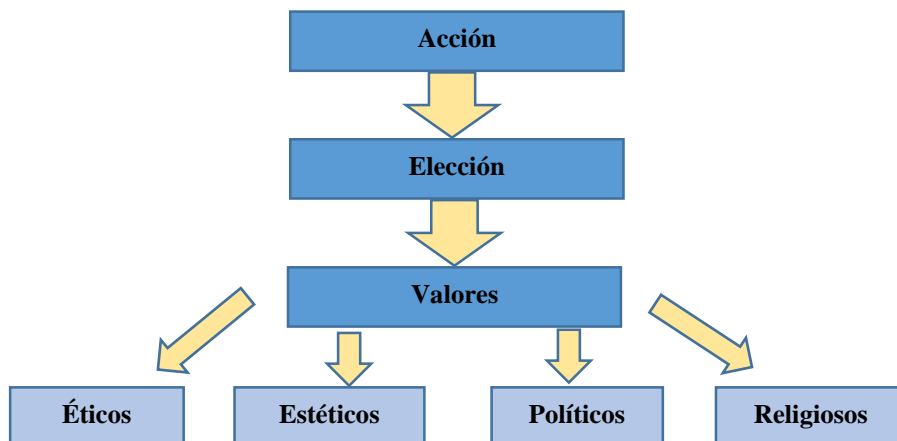 Acción
Elección
Valores
Éticos
Estéticos
Políticos
Religiosos